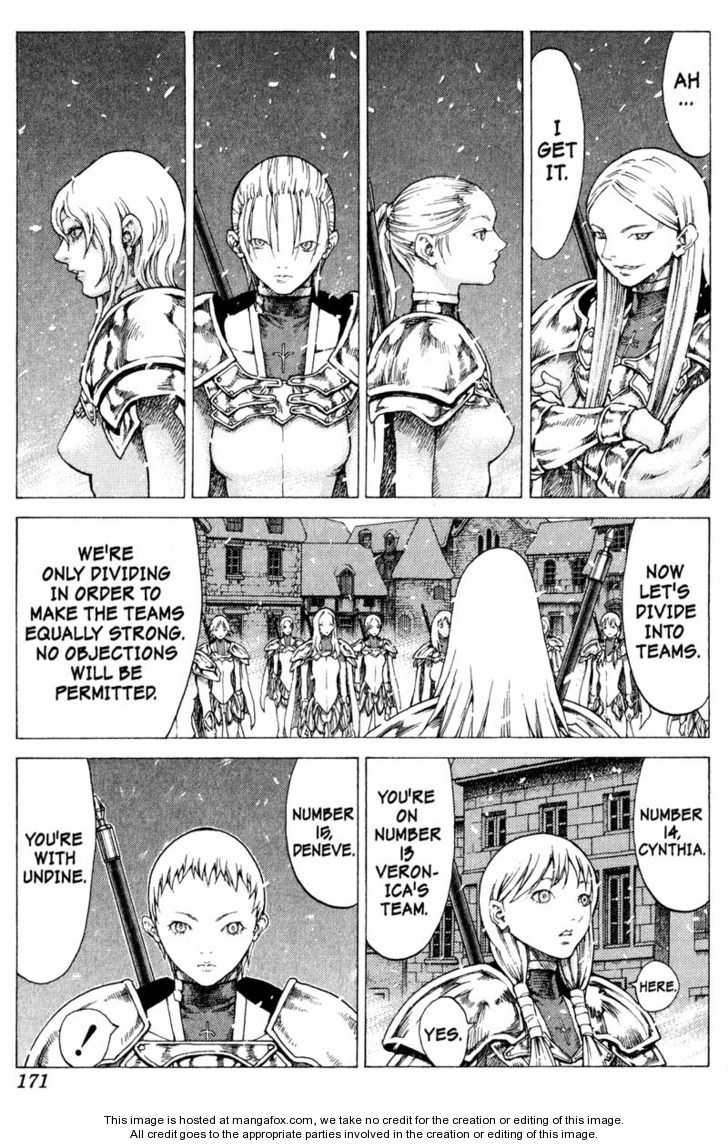 AH
...
I
GET
IT.
NOW
LET'S
DIVIDE
INTO
TEAMS.
WE'RE
ONLY DIVIDING
IN ORDER TO
MAKE THE TEAMS
EQUALLY STRONG.
NO OBJECTIONS
WILL BE
PERMITTED.
NUMBER
14,
CYNTHIA.
HERE.
YOU'RE
ON
NUMBER
13
VERON-
ICA'S
TEAM.
YES.
NUMBER
15,
DENEVE.
!
YOU'RE
WITH
UNDINE.
171
This image is hosted at mangafox.com, we take no credit for the creation or editing of this image.
All credit goes to the appropriate parties involved in the creation or editing of this image.